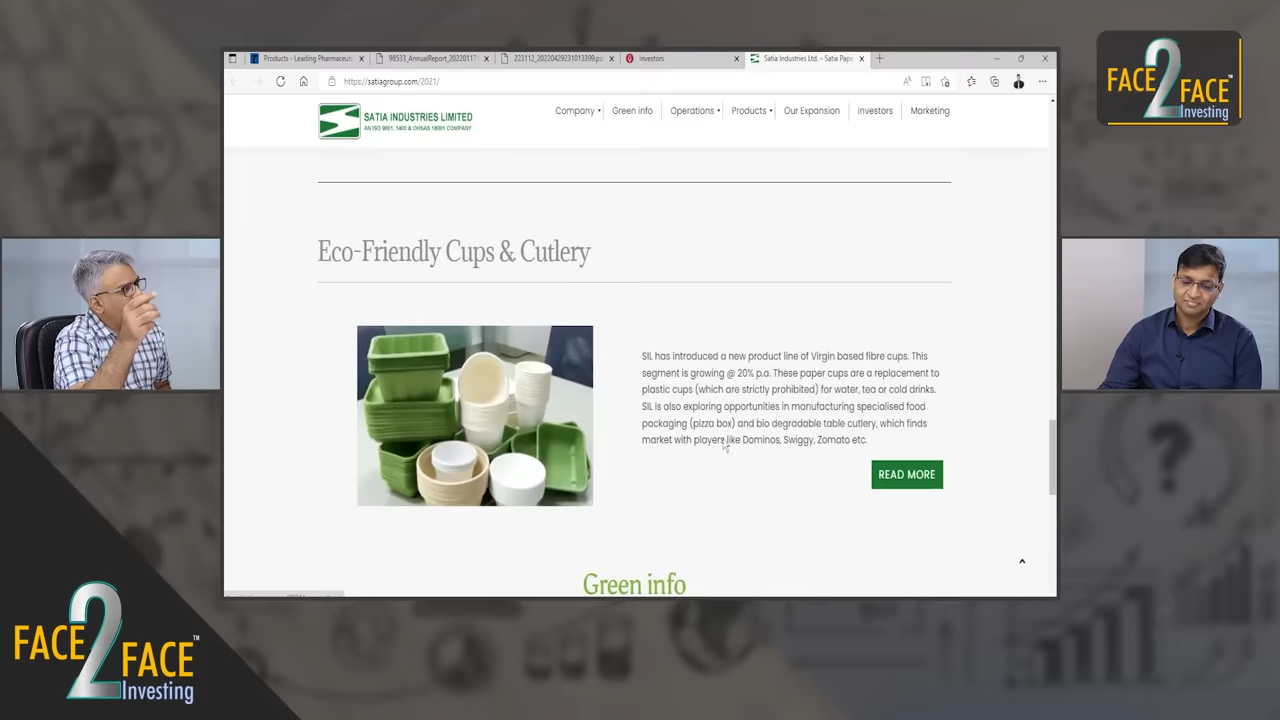 Products - Leading Pharmaceuti
98533_AnnualReport_2022011?
223112_20220429231013399.p
Investors
Satia Industries Ltd. – Satia Pape
https://satiagroup.com/2021/
FACE 2 FACE™
Investing
SATIA INDUSTRIES LIMITED
AN ISO 9001, 1400 & OHSAS 18001 COMPANY
Company
Green info
Operations
Products
Our Expansion
Investors
Marketing
Eco-Friendly Cups & Cutlery
SIL has introduced a new product line of Virgin based fibre cups. This
segment is growing @ 20% p.a. These paper cups are a replacement to
plastic cups (which are strictly prohibited) for water, tea or cold drinks.
SIL is also exploring opportunities in manufacturing specialised food
packaging (pizza box) and bio degradable table cutlery, which finds
market with players like Dominos, Swiggy, Zomato etc.
READ MORE
Green info
FACE 2 FACE™
Investing